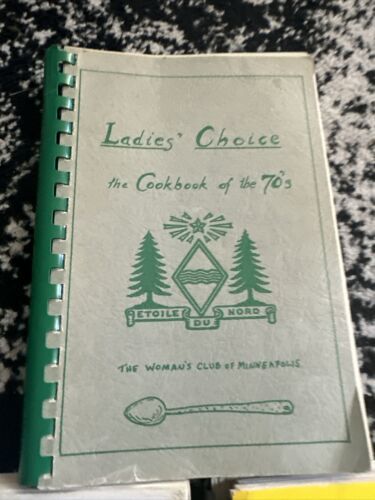 Ladies' Choice
the Cookbook of the 70's
ETOILE DU NORD
THE WOMAN'S CLUB OF MINNEAPOLIS